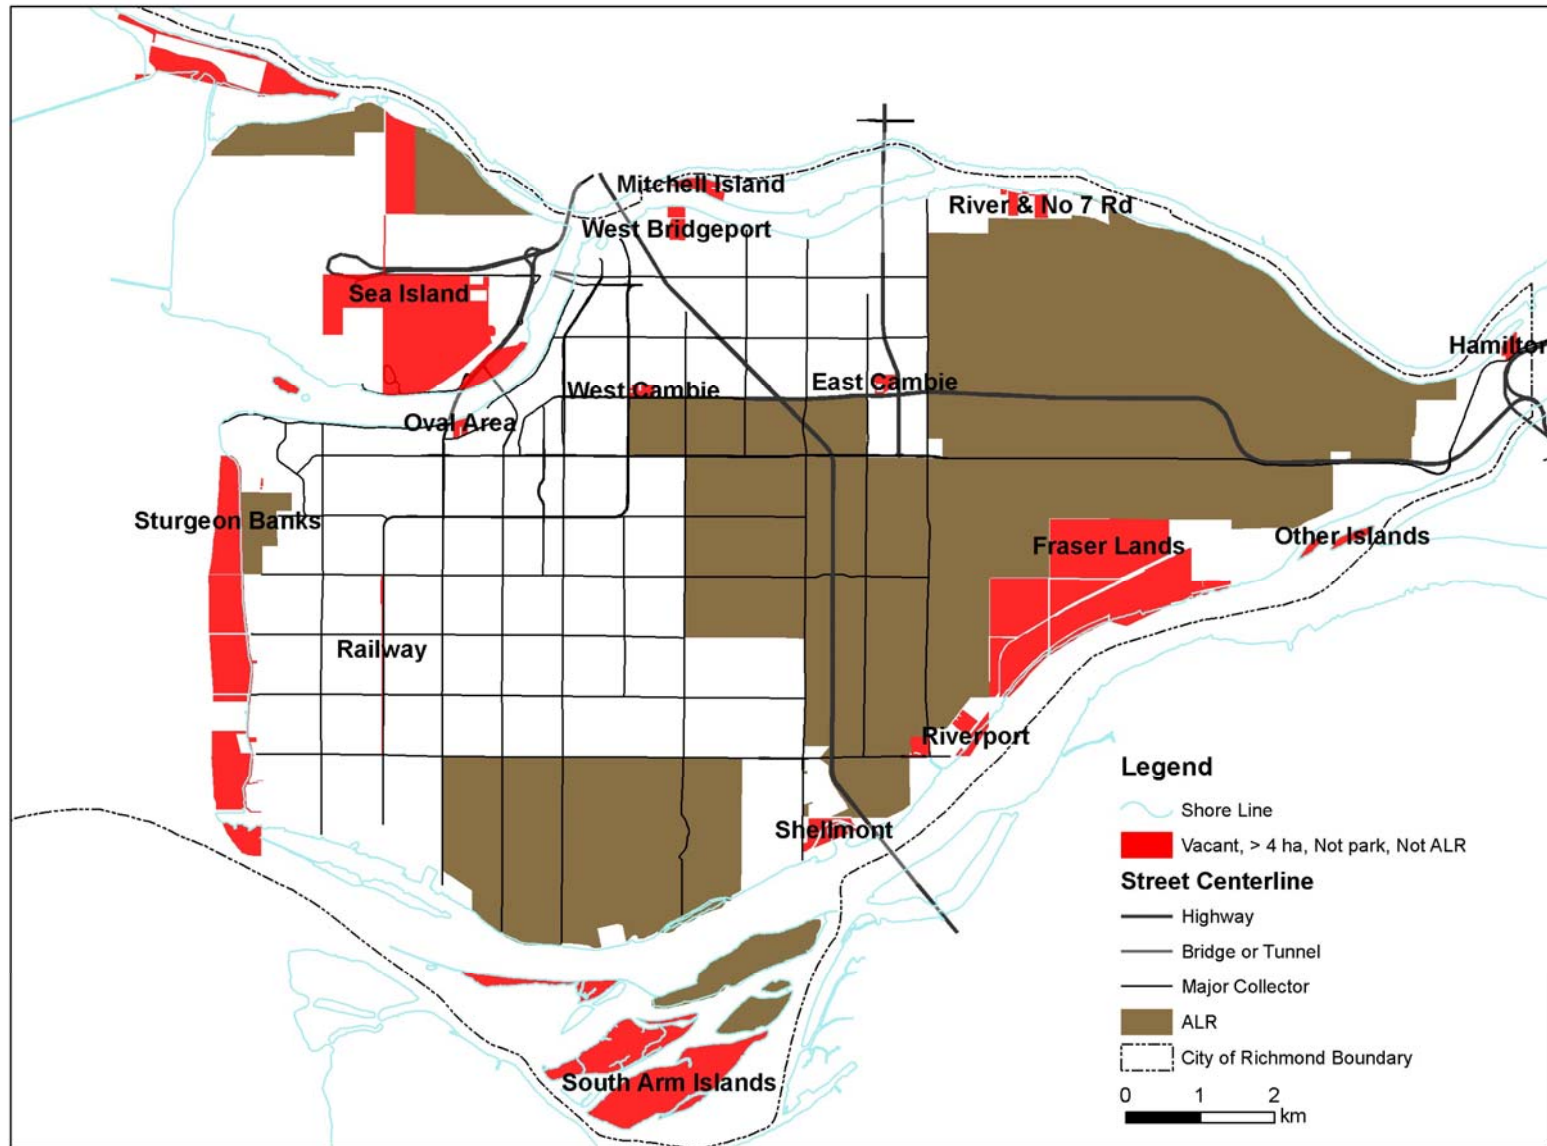 Mitchell Island
River & No 7 Rd
West Bridgeport
Sea Island
Hamilton
West Cambie
East Cambie
Oval Area
Sturgeon Banks
Fraser Lands
Other Islands
Railway
Riverport
Shellmont
South Arm Islands
Legend
Shore Line
Vacant, > 4 ha, Not park, Not ALR
Street Centerline
Highway
Bridge or Tunnel
Major Collector
ALR
City of Richmond Boundary
0 1 2
km